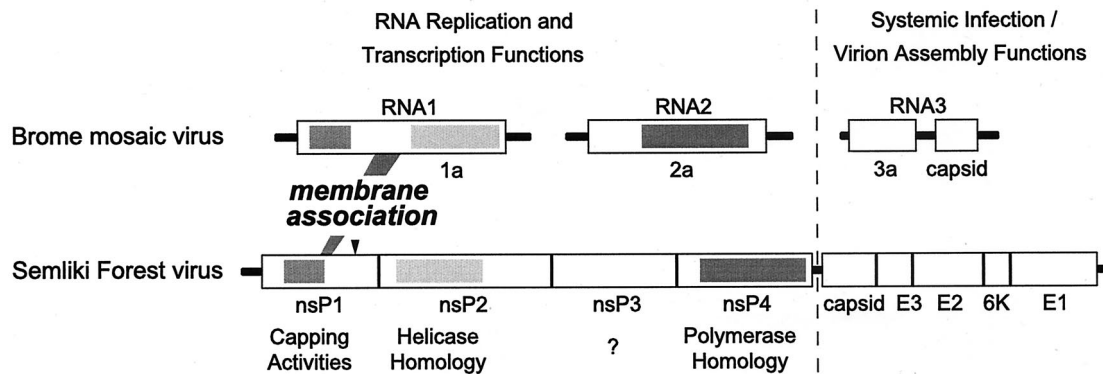 RNA Replication and
Transcription Functions
Systemic Infection /
Virion Assembly Functions
Brome mosaic virus
RNA1
RNA2
RNA3
1a
2a
3a
capsid
membrane
association
Semliki Forest virus
nsP1
nsP2
nsP3
nsP4
capsid
E3
E2
6K
E1
Capping
Activities
Helicase
Homology
?
Polymerase
Homology